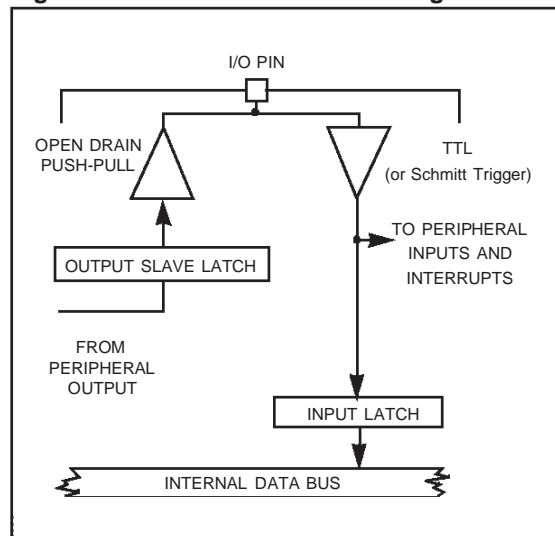 I/O PIN
OPEN DRAIN
PUSH-PULL
TTL
(or Schmitt Trigger)
TO PERIPHERAL
INPUTS AND
INTERRUPTS
OUTPUT SLAVE LATCH
FROM
PERIPHERAL
OUTPUT
INPUT LATCH
INTERNAL DATA BUS